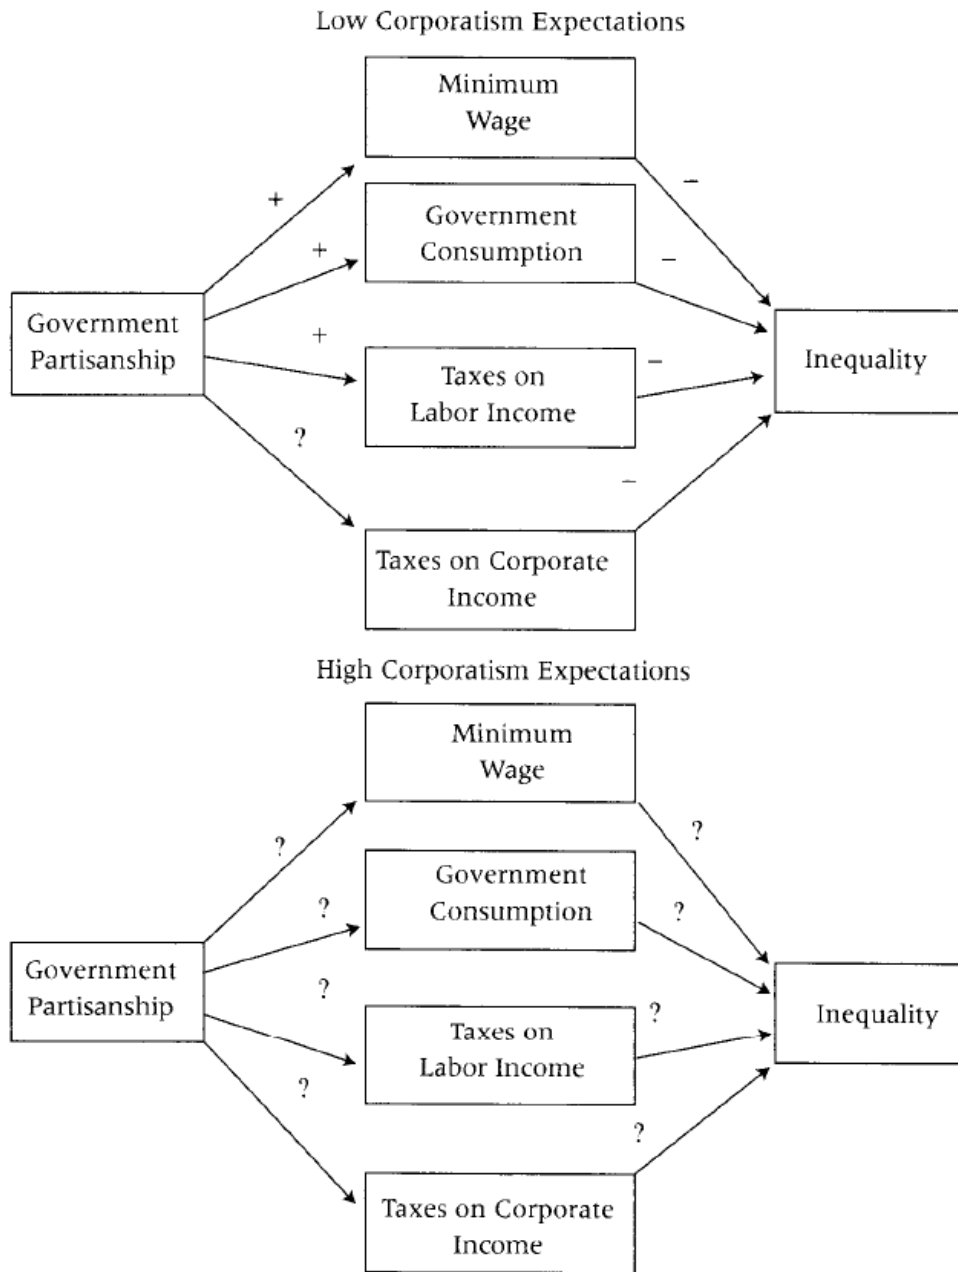 Low Corporatism Expectations
Minimum
Wage
+
−
Government
Consumption
+
−
Government
Partisanship
+
Inequality
Taxes on
Labor Income
−
?
−
Taxes on Corporate
Income
High Corporatism Expectations
Minimum
Wage
?
?
Government
Consumption
?
?
Government
Partisanship
?
Inequality
Taxes on
Labor Income
?
?
?
Taxes on Corporate
Income